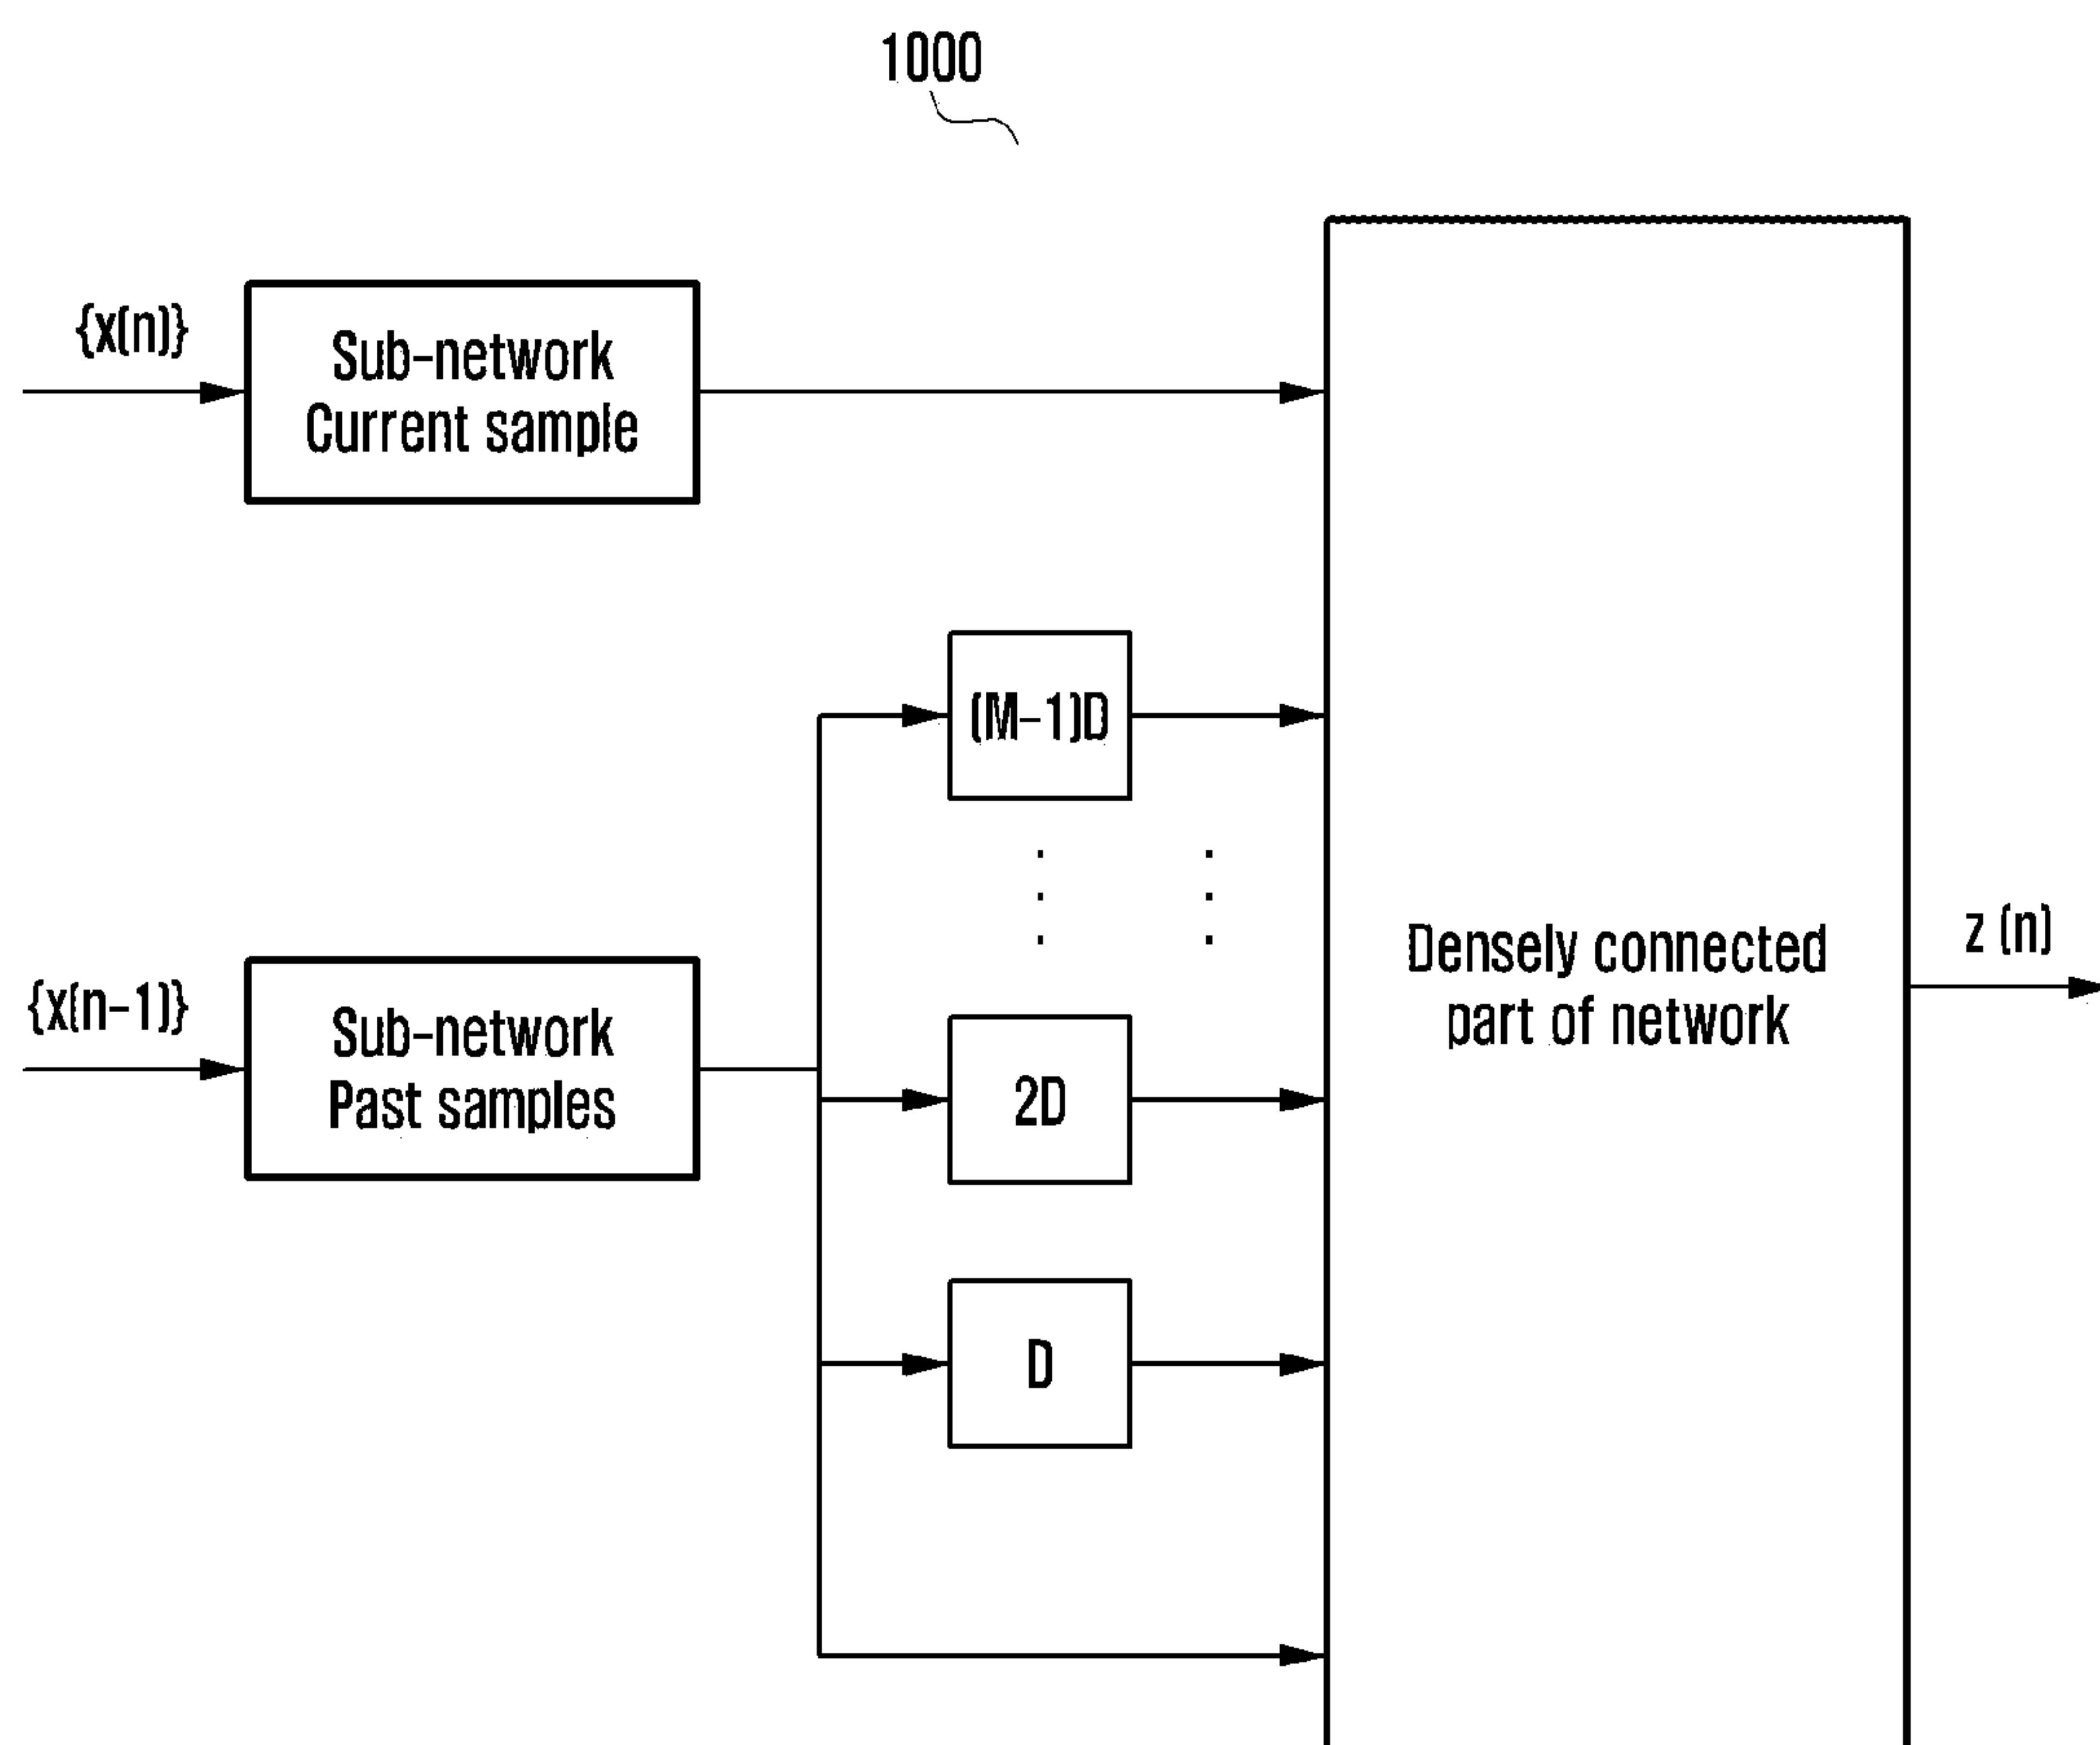 1000
{x(n)}
Sub-network
Current sample
(M-1)D
{x(n-1)}
Sub-network
Past samples
2D
D
Densely connected
part of network
z (n)